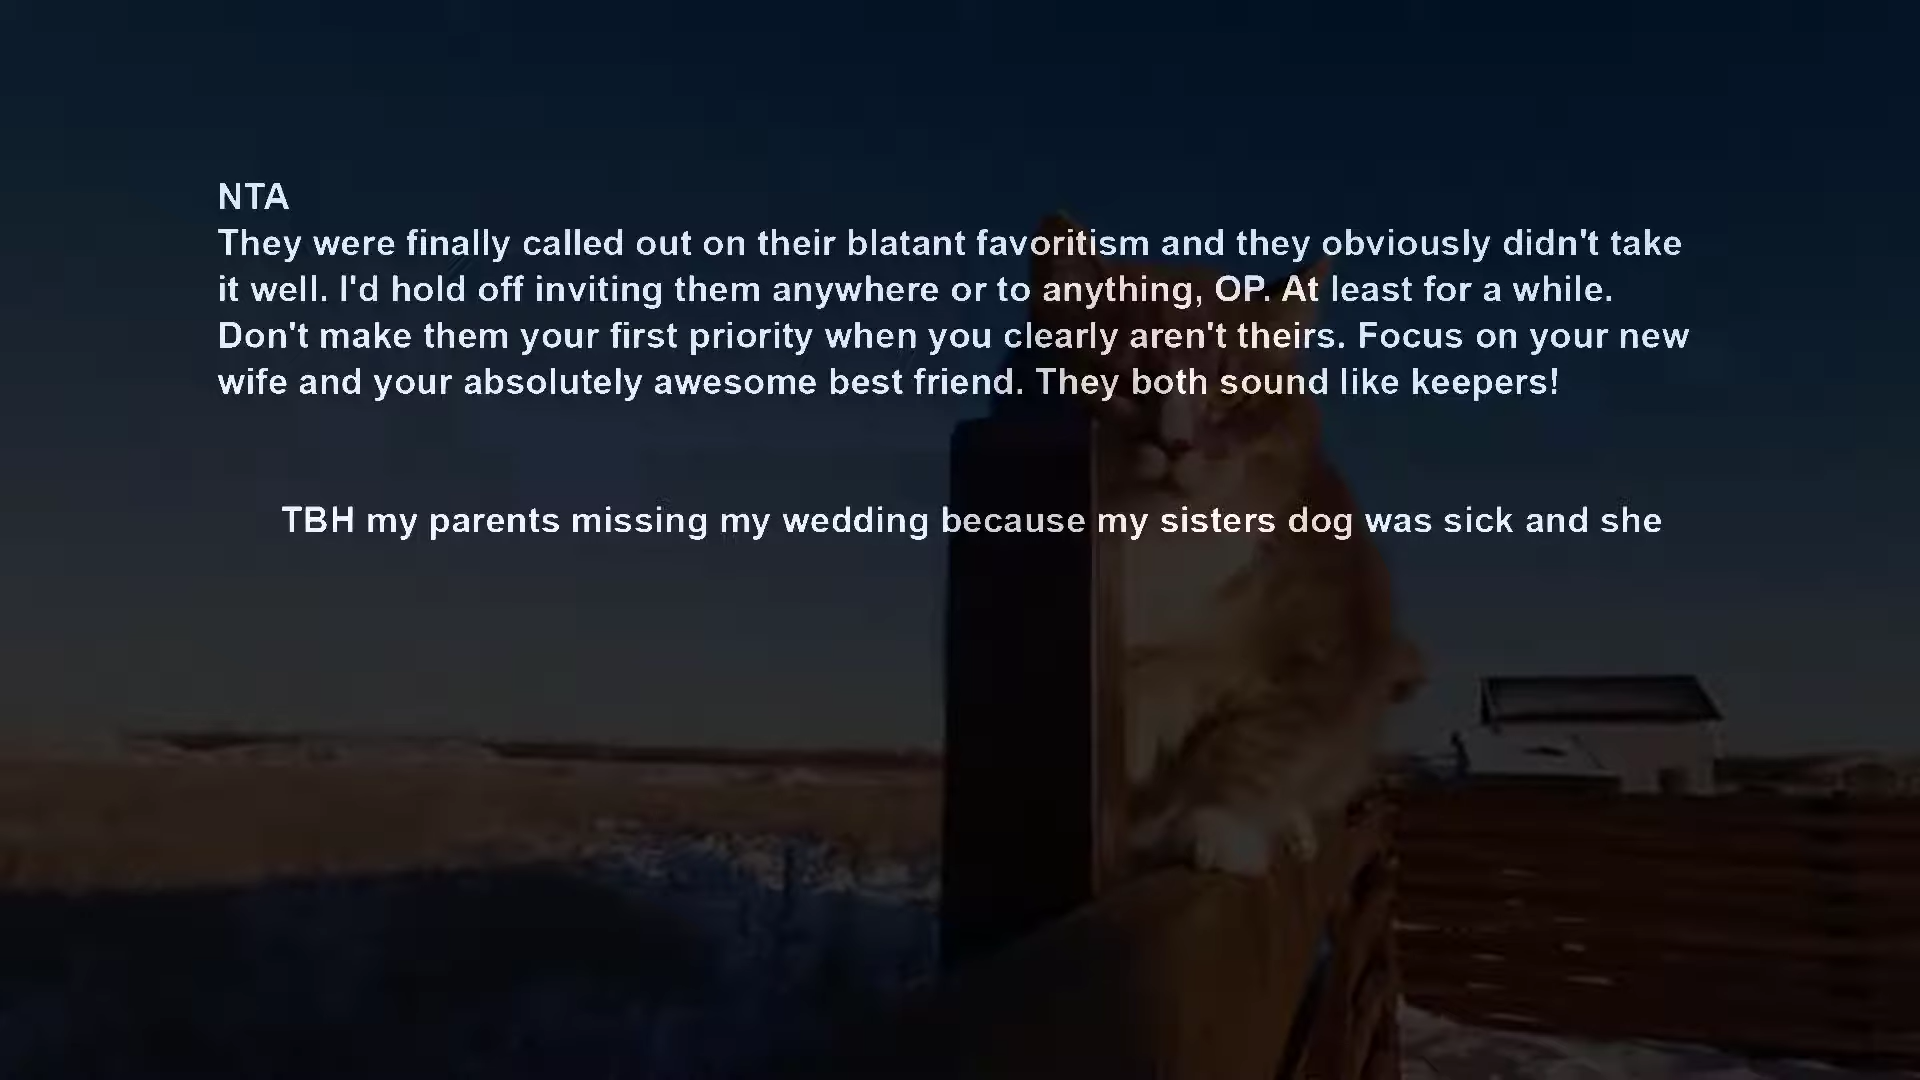 NTA
They were finally called out on their blatant favoritism and they obviously didn't take
it well. I'd hold off inviting them anywhere or to anything, OP. At least for a while.
Don't make them your first priority when you clearly aren't theirs. Focus on your new
wife and your absolutely awesome best friend. They both sound like keepers!
TBH my parents missing my wedding because my sisters dog was sick and she